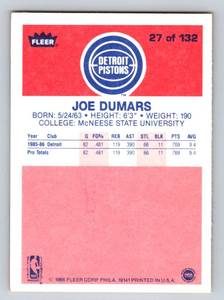 FLEER
27 of 132
DETROIT
PISTONS
JOE DUMARS
BORN: 5/24/63 • HEIGHT: 6'3" • WEIGHT: 190
COLLEGE: McNEESE STATE UNIVERSITY
Year Club G FG% FTM REB AST STL BLK PTS AVG
1985-86 Detroit 82 .481 119 390 66 11 769 9.4
Pro Totals 82 .481 119 390 66 11 769 9.4
© 1986 FLEER CORP. PHILA., 19141 PRINTED IN U.S.A.